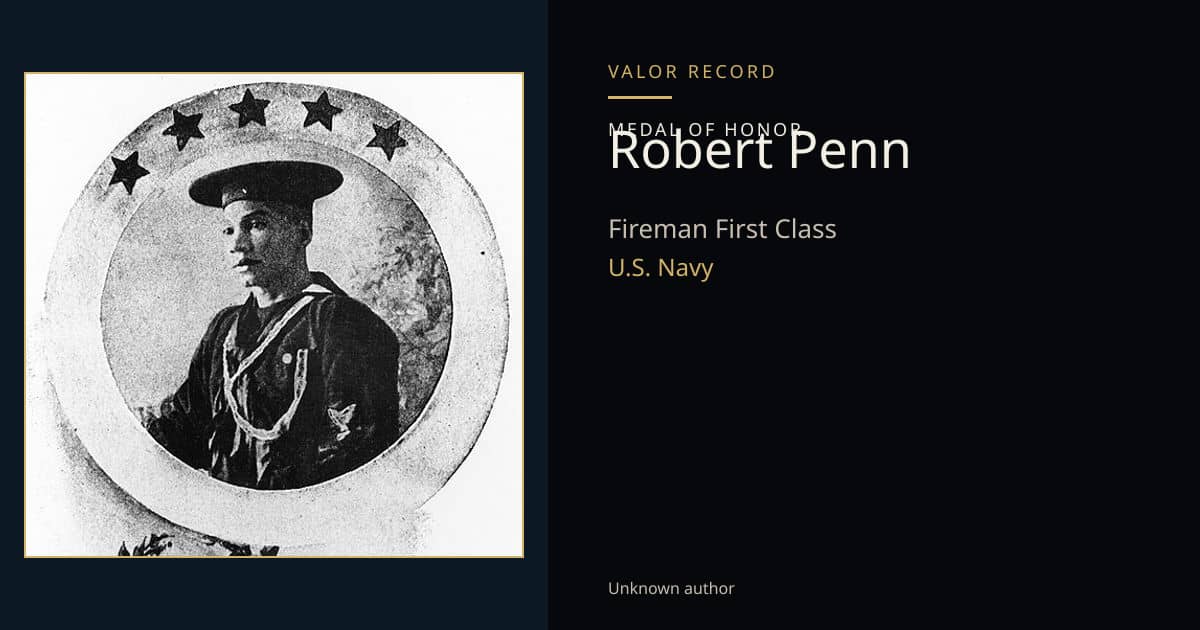 VALOR RECORD
MEDAL OF HONOR
Robert Penn
Fireman First Class
U.S. Navy
Unknown author